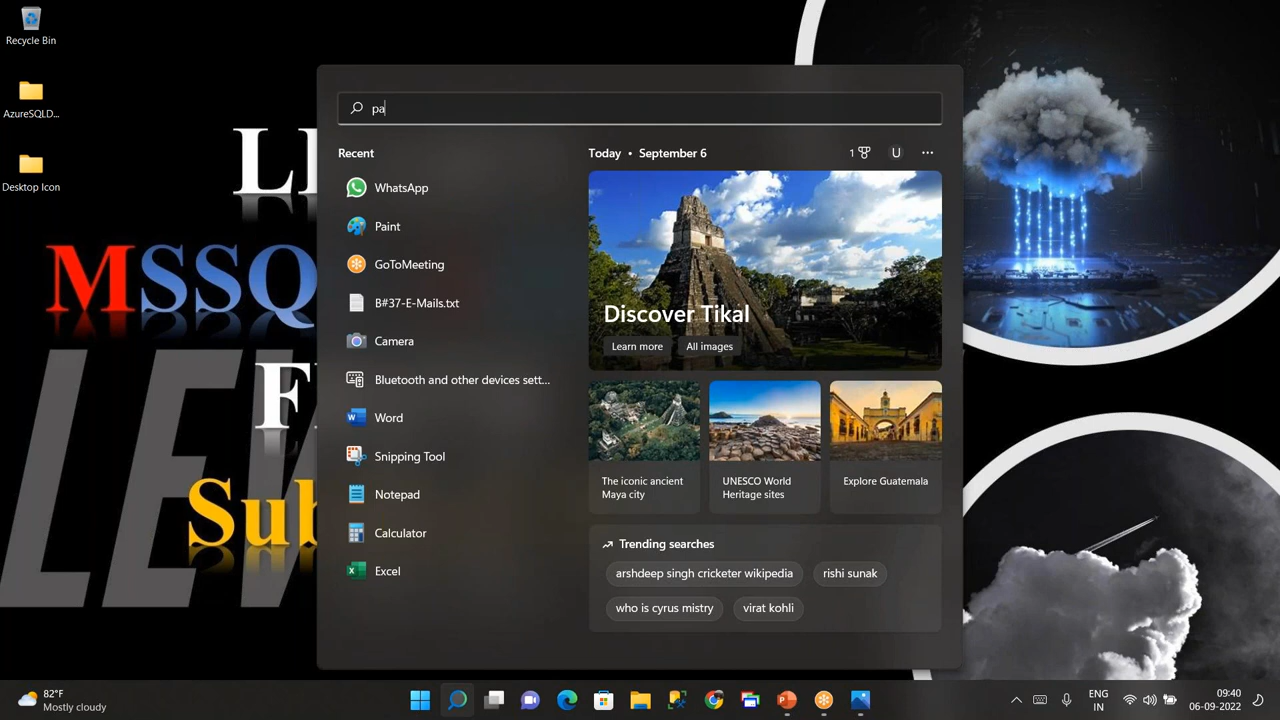 Recycle Bin
AzureSQLD...
Desktop Icon
MSSQ
Sub
pa
Recent
WhatsApp
Paint
GoToMeeting
B#37-E-Mails.txt
Camera
Bluetooth and other devices sett...
Word
Snipping Tool
Notepad
Calculator
Excel
Today • September 6
1
U
Discover Tikal
Learn more
All images
The iconic ancient
Maya city
UNESCO World
Heritage sites
Explore Guatemala
Trending searches
arshdeep singh cricketer wikipedia
rishi sunak
who is cyrus mistry
virat kohli
82°F
Mostly cloudy
ENG
IN
09:40
06-09-2022